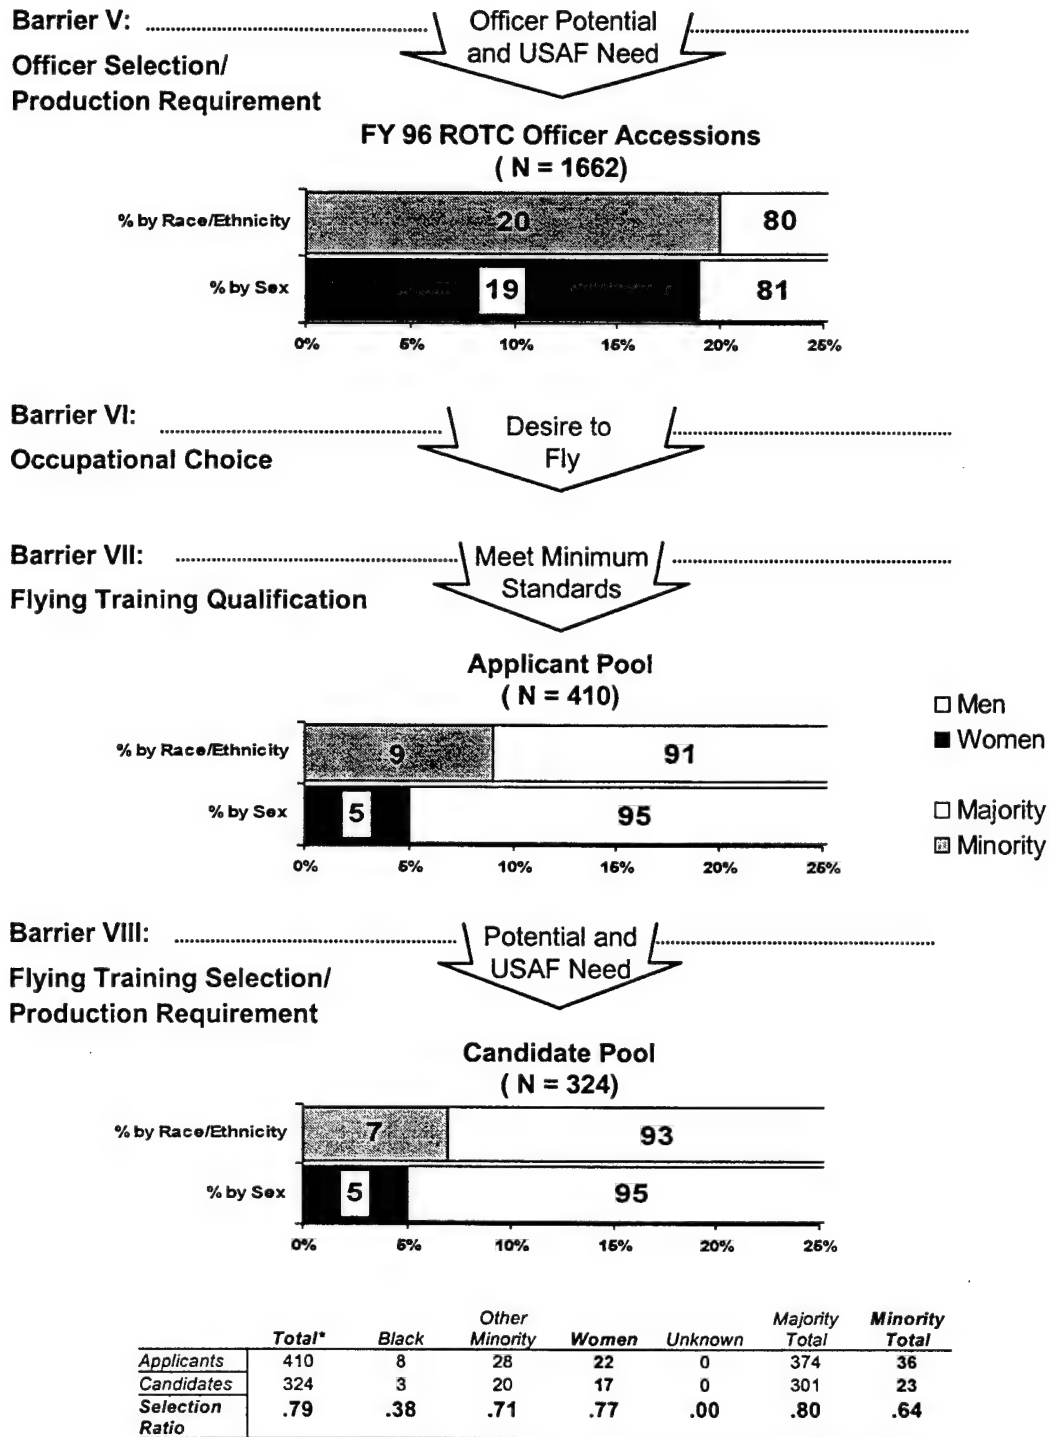 Barrier V:
Officer Potential
and USAF Need
Officer Selection/
Production Requirement
FY 96 ROTC Officer Accessions
( N = 1662)
% by Race/Ethnicity
20
80
% by Sex
19
81
0% 5% 10% 15% 20% 25%
Barrier VI:
Desire to
Fly
Occupational Choice
Barrier VII:
Meet Minimum
Standards
Flying Training Qualification
Applicant Pool
( N = 410)
% by Race/Ethnicity
9
91
% by Sex
5
95
0% 5% 10% 15% 20% 25%
Men
Women
Majority
Minority
Barrier VIII:
Potential and
USAF Need
Flying Training Selection/
Production Requirement
Candidate Pool
( N = 324)
% by Race/Ethnicity
7
93
% by Sex
5
95
0% 5% 10% 15% 20% 25%
Total* Black Other Minority Women Unknown Majority Total Minority Total
Applicants 410 8 28 22 0 374 36
Candidates 324 3 20 17 0 301 23
Selection Ratio .79 .38 .71 .77 .00 .80 .64